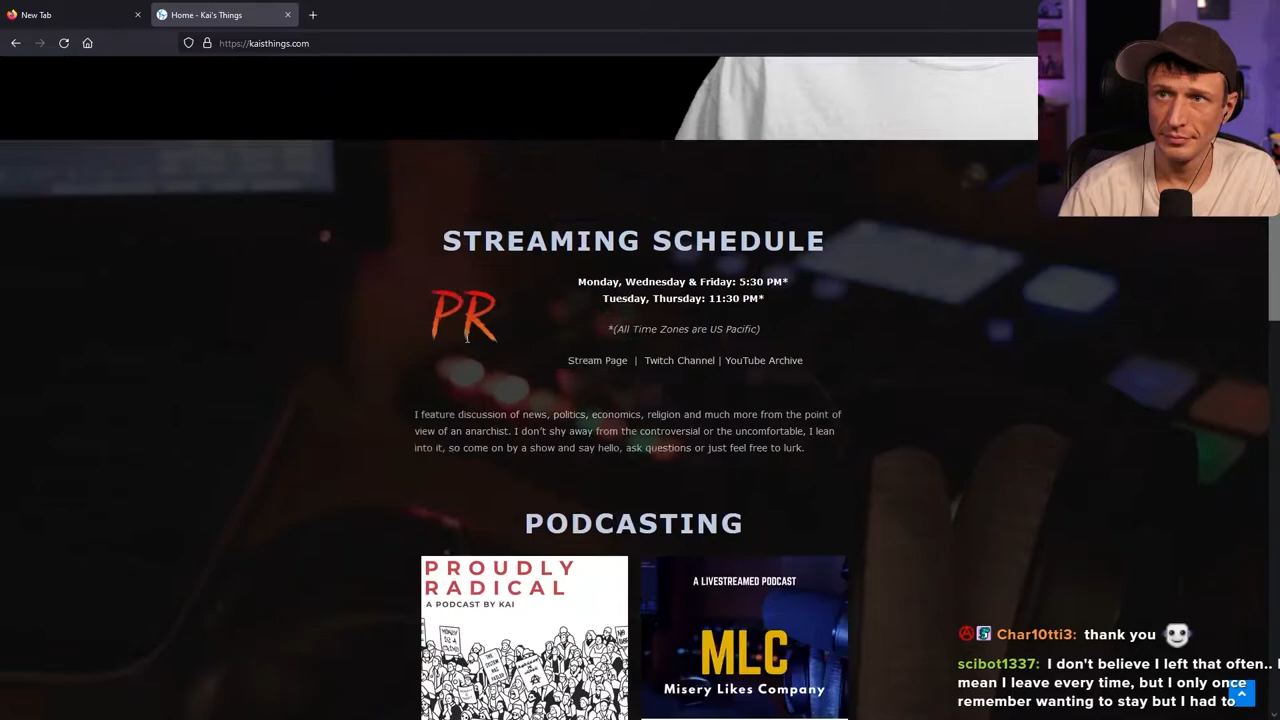 New Tab
Home - Kai's Things
https://kaisthings.com
STREAMING SCHEDULE
PR
Monday, Wednesday & Friday: 5:30 PM*
Tuesday, Thursday: 11:30 PM*
*(All Time Zones are US Pacific)
Stream Page | Twitch Channel | YouTube Archive
I feature discussion of news, politics, economics, religion and much more from the point of
view of an anarchist. I don't shy away from the controversial or the uncomfortable, I lean
into it, so come on by a show and say hello, ask questions or just feel free to lurk.
PODCASTING
PROUDLY
RADICAL
A PODCAST BY KAI
A LIVESTREAMED PODCAST
MLC
Misery Likes Company
Char10tti3: thank you
scibot1337: I don't believe I left that often.. I
mean I leave every time, but I only once
remember wanting to stay but I had to